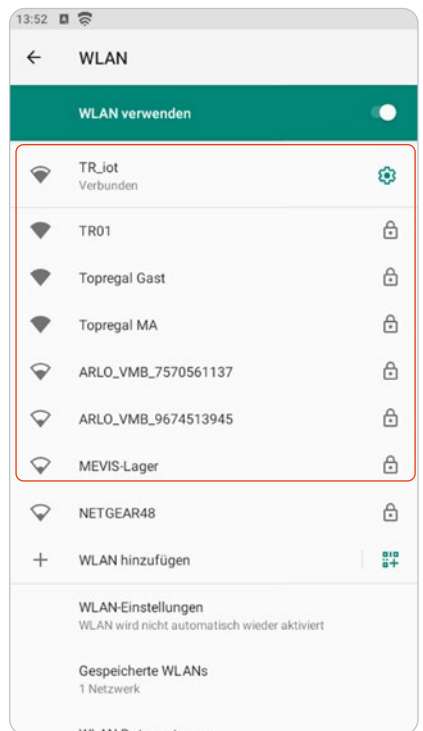 13:52
WLAN
WLAN verwenden
TR_iot
Verbunden
TR01
Topregal Gast
Topregal MA
ARLO_VMB_7570561137
ARLO_VMB_9674513945
MEVIS-Lager
NETGEAR48
WLAN hinzufügen
WLAN-Einstellungen
WLAN wird nicht automatisch wieder aktiviert
Gespeicherte WLANs
1 Netzwerk